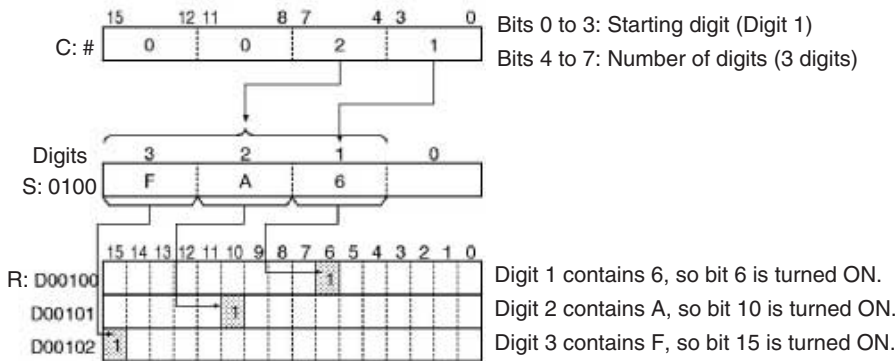 15 12 11 8 7 4 3 0
Bits 0 to 3: Starting digit (Digit 1)
C: # 0 0 2 1
Bits 4 to 7: Number of digits (3 digits)
Digits 3 2 1 0
S: 0100 F A 6
15 14 13 12 11 10 9 8 7 6 5 4 3 2 1 0
R: D00100 1 Digit 1 contains 6, so bit 6 is turned ON.
D00101 1 Digit 2 contains A, so bit 10 is turned ON.
D00102 1 Digit 3 contains F, so bit 15 is turned ON.